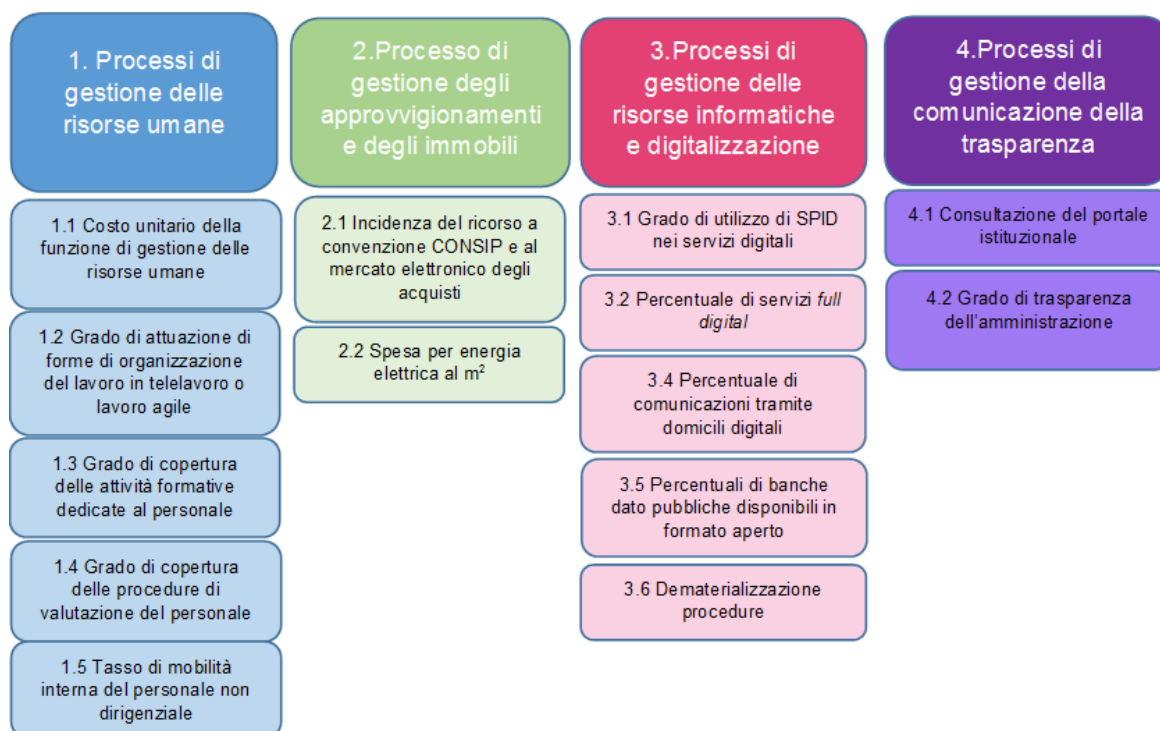 1. Processi di
gestione delle
risorse umane
1.1 Costo unitario della
funzione di gestione delle
risorse umane
1.2 Grado di attuazione di
forme di organizzazione
del lavoro in telelavoro o
lavoro agile
1.3 Grado di copertura
delle attività formative
dedicate al personale
1.4 Grado di copertura
delle procedure di
valutazione del personale
1.5 Tasso di mobilità
interna del personale non
dirigenziale
2.Processo di
gestione degli
approvvigionamenti
e degli immobili
2.1 Incidenza del ricorso a
convenzione CONSIP e al
mercato elettronico degli
acquisti
2.2 Spesa per energia
elettrica al m²
3.Processi di
gestione delle
risorse informatiche
e digitalizzazione
3.1 Grado di utilizzo di SPID
nei servizi digitali
3.2 Percentuale di servizi full
digital
3.4 Percentuale di
comunicazioni tramite
domicili digitali
3.5 Percentuali di banche
dato pubbliche disponibili in
formato aperto
3.6 Dematerializzazione
procedure
4.Processi di
gestione della
comunicazione della
trasparenza
4.1 Consultazione del portale
istituzionale
4.2 Grado di trasparenza
dell'amministrazione